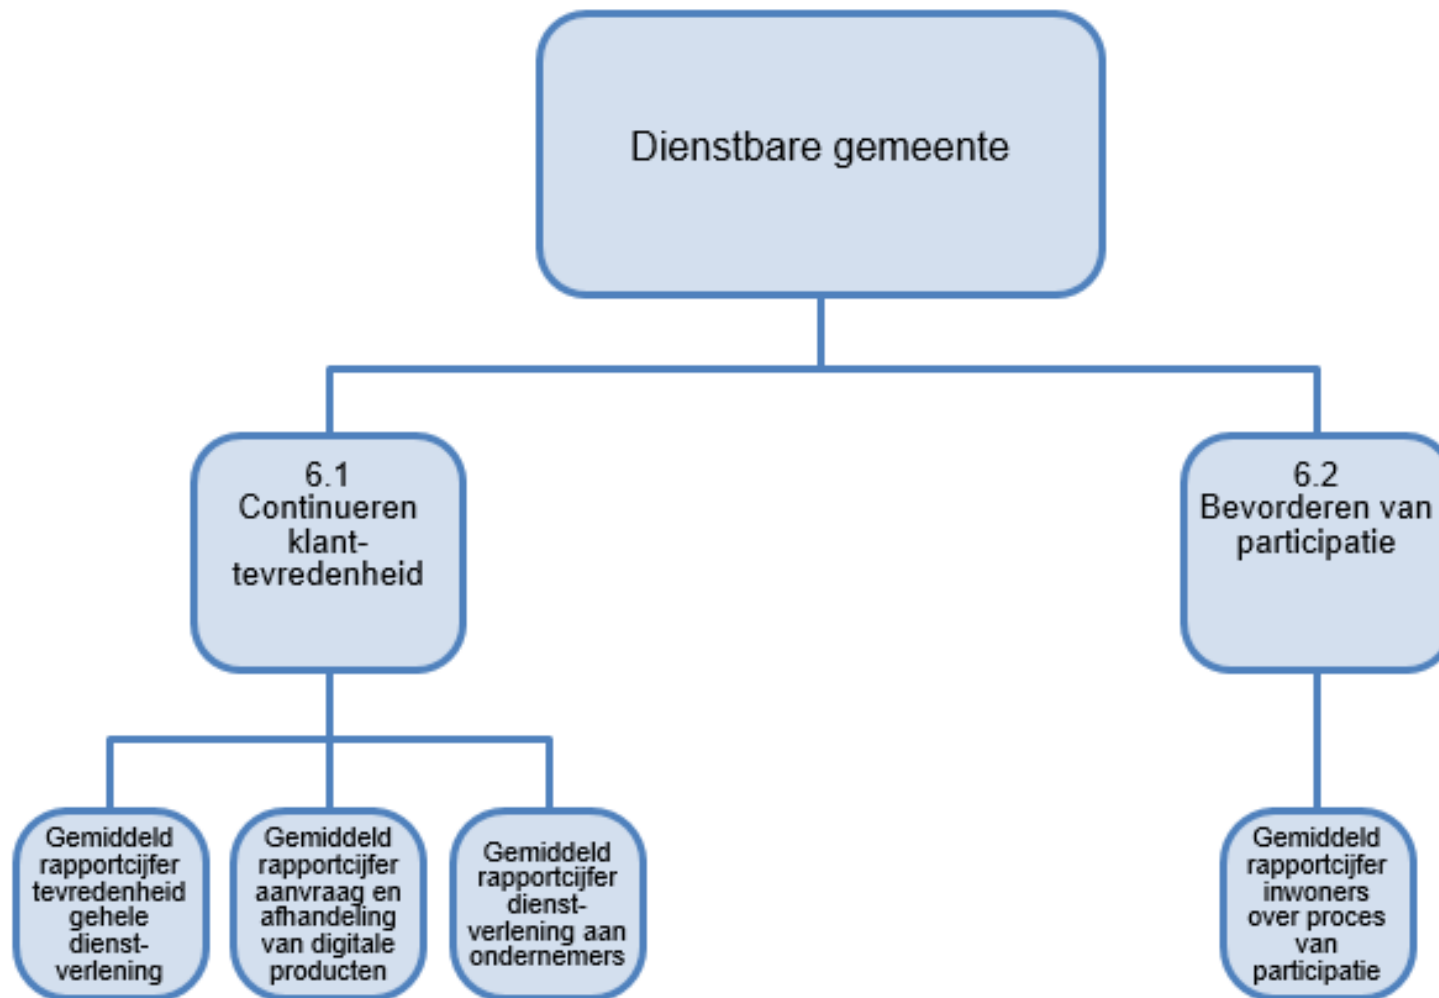 Dienstbare gemeente
6.1
Continueren
klant-
tevredenheid
6.2
Bevorderen van
participatie
Gemiddeld
rapportcijfer
tevredenheid
gehele
dienst-
verlening
Gemiddeld
rapportcijfer
aanvraag en
afhandeling
van digitale
producten
Gemiddeld
rapportcijfer
dienst-
verlening aan
ondernemers
Gemiddeld
rapportcijfer
inwoners
over proces
van
participatie